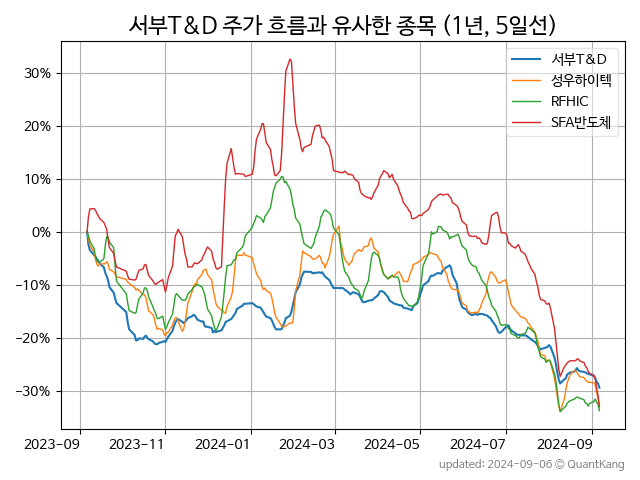 서부T&D 주가 흐름과 유사한 종목 (1년, 5일선)
서부T&D
성우하이텍
RFHIC
SFA반도체
30%
20%
10%
0%
−10%
−20%
−30%
2023-09 2023-11 2024-01 2024-03 2024-05 2024-07 2024-09
updated: 2024-09-06 © QuantKang